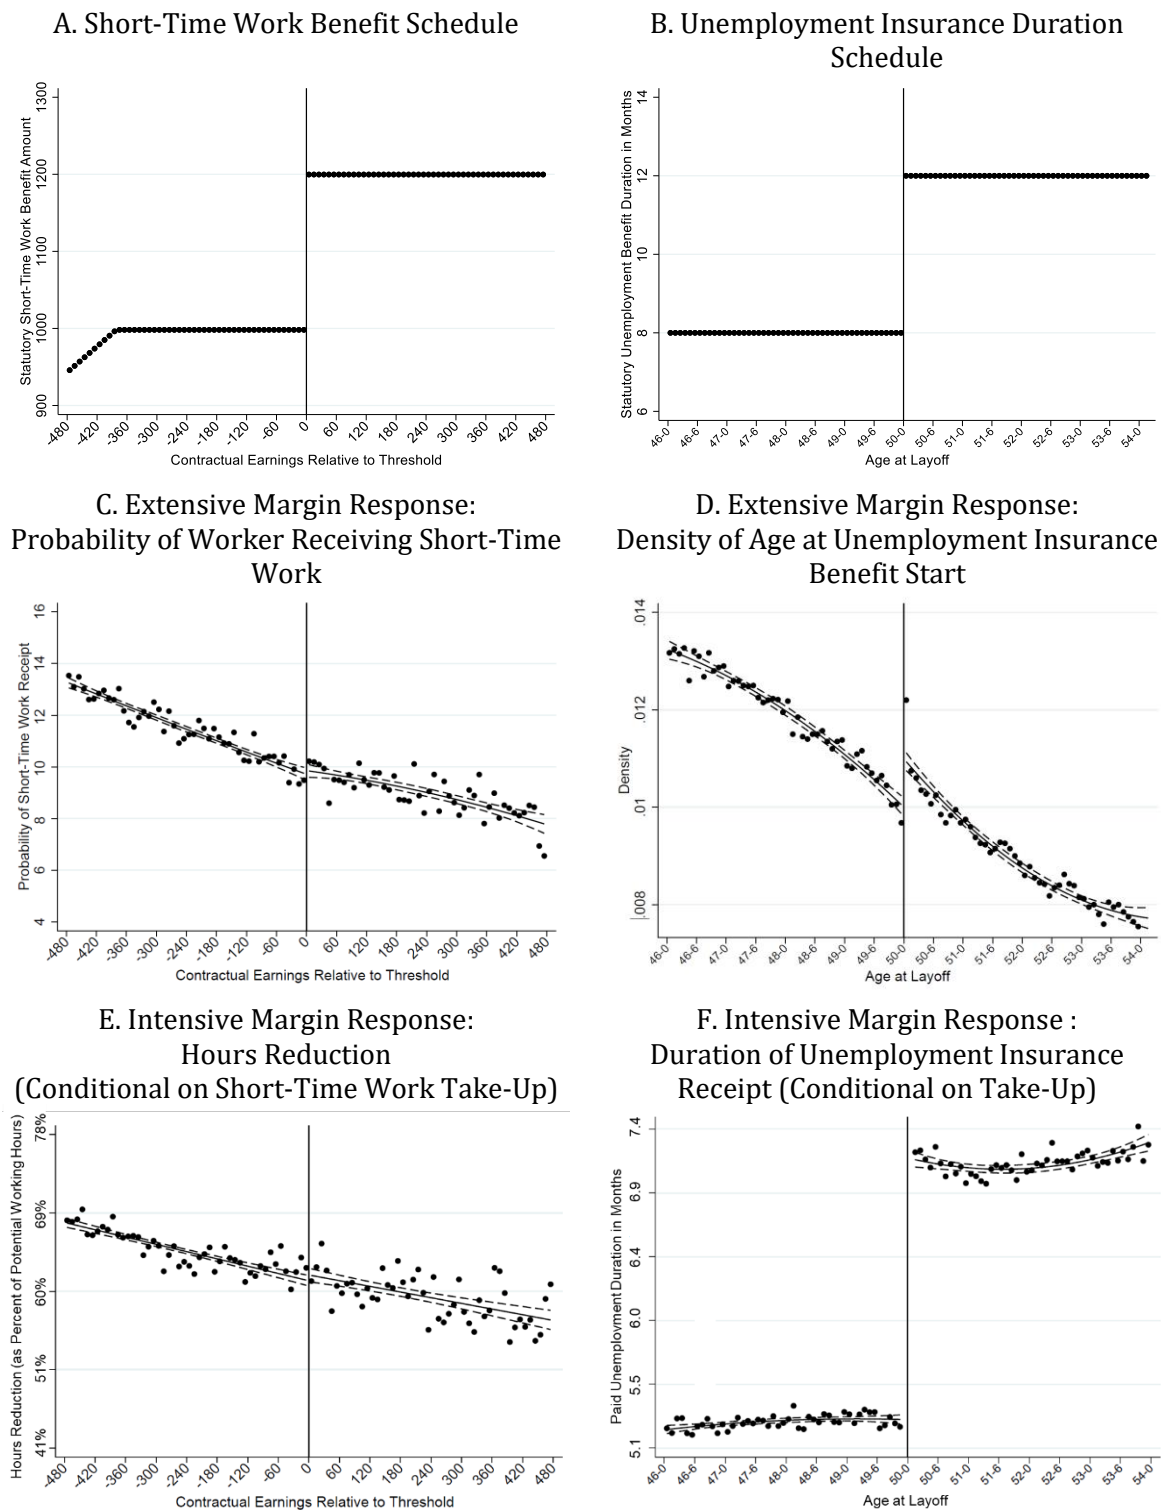 A. Short-Time Work Benefit Schedule
Statutory Short-Time Work Benefit Amount
1300
1200
1100
1000
900
-480 -420 -360 -300 -240 -180 -120 -60 0 60 120 180 240 300 360 420 480
Contractual Earnings Relative to Threshold
B. Unemployment Insurance Duration
Schedule
Statutory Unemployment Benefit Duration in Months
14
12
10
8
6
46-0 46-6 47-0 47-6 48-0 48-6 49-0 49-6 50-0 50-6 51-0 51-6 52-0 52-6 53-0 53-6 54-0
Age at Layoff
C. Extensive Margin Response:
Probability of Worker Receiving Short-Time
Work
Probability of Short-Time Work Receipt
16
14
12
10
8
6
4
-480 -420 -360 -300 -240 -180 -120 -60 0 60 120 180 240 300 360 420 480
Contractual Earnings Relative to Threshold
D. Extensive Margin Response:
Density of Age at Unemployment Insurance
Benefit Start
Density
.014
.012
.01
.008
46-0 46-6 47-0 47-6 48-0 48-6 49-0 49-6 50-0 50-6 51-0 51-6 52-0 52-6 53-0 53-6 54-0
Age at Layoff
E. Intensive Margin Response:
Hours Reduction
(Conditional on Short-Time Work Take-Up)
Hours Reduction (as Percent of Potential Working Hours)
78%
69%
60%
51%
41%
-480 -420 -360 -300 -240 -180 -120 -60 0 60 120 180 240 300 360 420 480
Contractual Earnings Relative to Threshold
F. Intensive Margin Response :
Duration of Unemployment Insurance
Receipt (Conditional on Take-Up)
Paid Unemployment Duration in Months
7.4
6.9
6.4
6.0
5.5
5.1
46-0 46-6 47-0 47-6 48-0 48-6 49-0 49-6 50-0 50-6 51-0 51-6 52-0 52-6 53-0 53-6 54-0
Age at Layoff